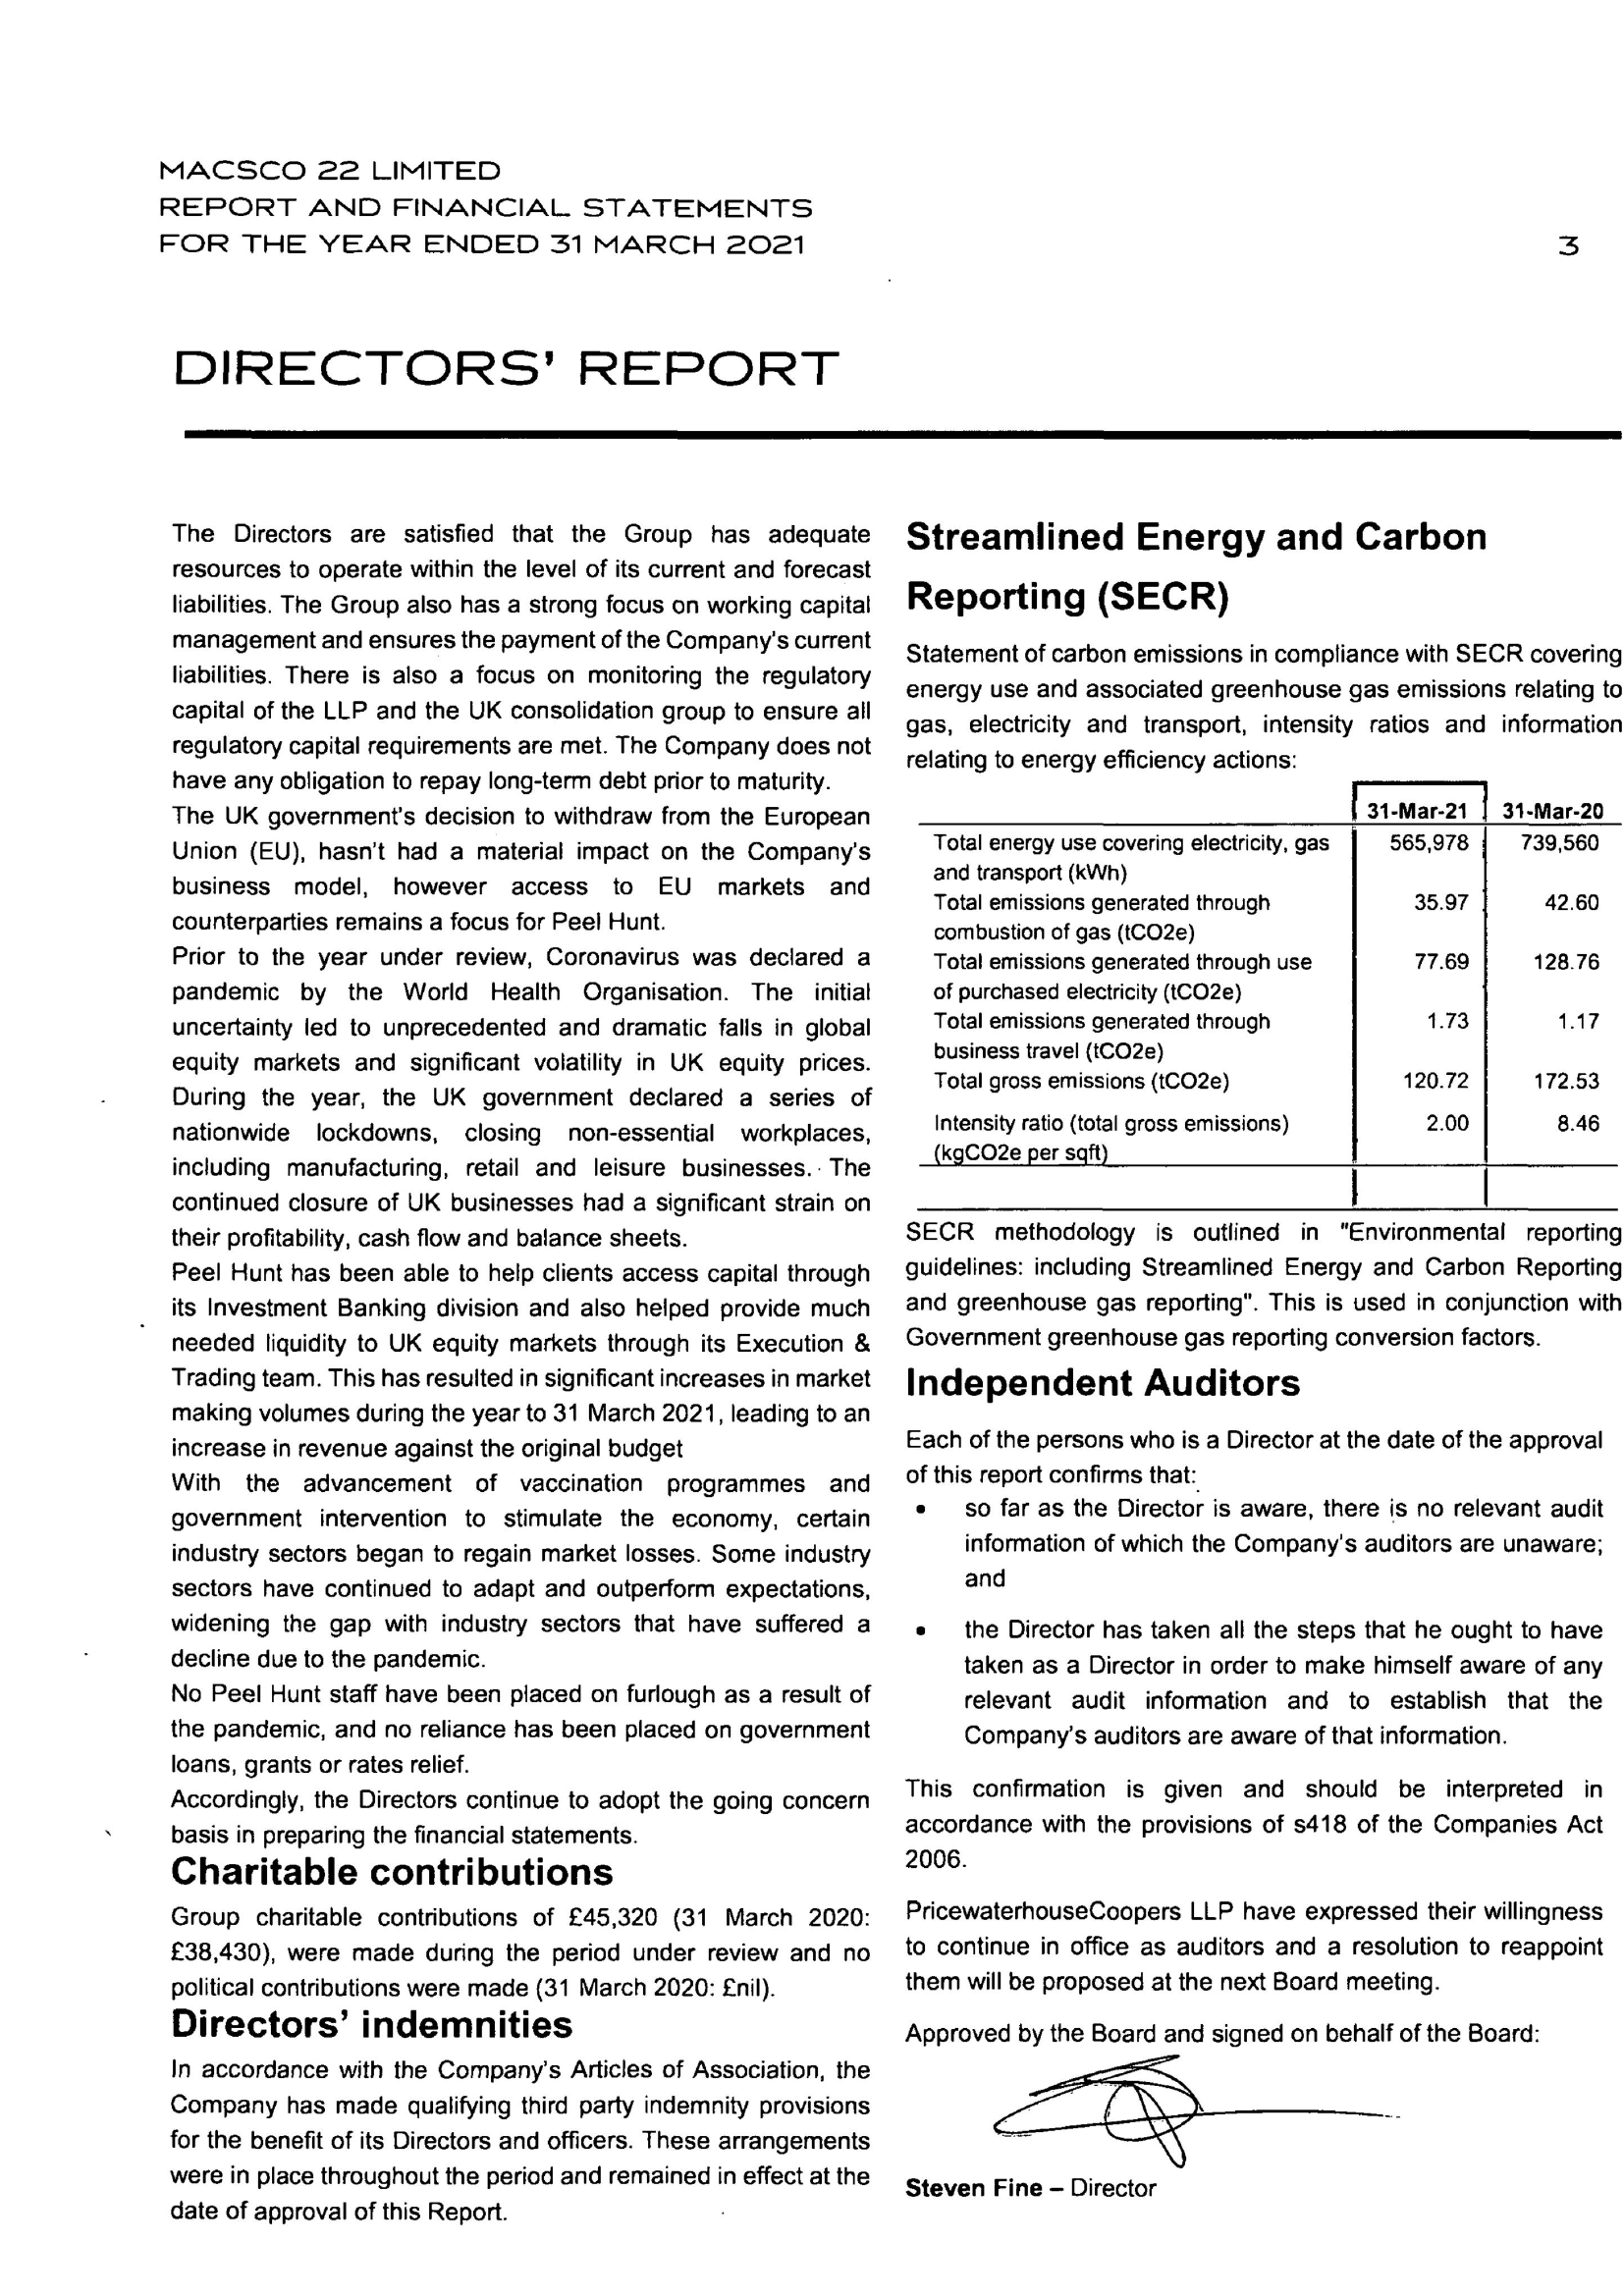 MACSCO 22 LIMITED
REPORT AND FINANCIAL STATEMENTS
FOR THE YEAR ENDED 31 MARCH 2021
3
DIRECTORS' REPORT
The Directors are satisfied that the Group has adequate
resources to operate within the level of its current and forecast
liabilities. The Group also has a strong focus on working capital
management and ensures the payment of the Company's current
liabilities. There is also a focus on monitoring the regulatory
capital of the LLP and the UK consolidation group to ensure all
regulatory capital requirements are met. The Company does not
have any obligation to repay long-term debt prior to maturity.
The UK government's decision to withdraw from the European
Union (EU), hasn't had a material impact on the Company's
business model, however access to EU markets and
counterparties remains a focus for Peel Hunt.
Prior to the year under review, Coronavirus was declared a
pandemic by the World Health Organisation. The initial
uncertainty led to unprecedented and dramatic falls in global
equity markets and significant volatility in UK equity prices.
During the year, the UK government declared a series of
nationwide lockdowns, closing non-essential workplaces,
including manufacturing, retail and leisure businesses. The
continued closure of UK businesses had a significant strain on
their profitability, cash flow and balance sheets.
Peel Hunt has been able to help clients access capital through
its Investment Banking division and also helped provide much
needed liquidity to UK equity markets through its Execution &
Trading team. This has resulted in significant increases in market
making volumes during the year to 31 March 2021, leading to an
increase in revenue against the original budget
With the advancement of vaccination programmes and
government intervention to stimulate the economy, certain
industry sectors began to regain market losses. Some industry
sectors have continued to adapt and outperform expectations,
widening the gap with industry sectors that have suffered a
decline due to the pandemic.
No Peel Hunt staff have been placed on furlough as a result of
the pandemic, and no reliance has been placed on government
loans, grants or rates relief.
Accordingly, the Directors continue to adopt the going concern
basis in preparing the financial statements.
Charitable contributions
Group charitable contributions of £45,320 (31 March 2020:
£38,430), were made during the period under review and no
political contributions were made (31 March 2020: £nil).
Directors' indemnities
In accordance with the Company's Articles of Association, the
Company has made qualifying third party indemnity provisions
for the benefit of its Directors and officers. These arrangements
were in place throughout the period and remained in effect at the
date of approval of this Report.
Streamlined Energy and Carbon
Reporting (SECR)
Statement of carbon emissions in compliance with SECR covering
energy use and associated greenhouse gas emissions relating to
gas, electricity and transport, intensity ratios and information
relating to energy efficiency actions:
31-Mar-21 31-Mar-20
Total energy use covering electricity, gas 565,978 739,560
and transport (kWh)
Total emissions generated through 35.97 42.60
combustion of gas (tCO2e)
Total emissions generated through use 77.69 128.76
of purchased electricity (tCO2e)
Total emissions generated through 1.73 1.17
business travel (tCO2e)
Total gross emissions (tCO2e) 120.72 172.53
Intensity ratio (total gross emissions) 2.00 8.46
(kgCO2e per sqft)
SECR methodology is outlined in "Environmental reporting
guidelines: including Streamlined Energy and Carbon Reporting
and greenhouse gas reporting". This is used in conjunction with
Government greenhouse gas reporting conversion factors.
Independent Auditors
Each of the persons who is a Director at the date of the approval
of this report confirms that:
• so far as the Director is aware, there is no relevant audit
information of which the Company's auditors are unaware;
and
• the Director has taken all the steps that he ought to have
taken as a Director in order to make himself aware of any
relevant audit information and to establish that the
Company's auditors are aware of that information.
This confirmation is given and should be interpreted in
accordance with the provisions of s418 of the Companies Act
2006.
PricewaterhouseCoopers LLP have expressed their willingness
to continue in office as auditors and a resolution to reappoint
them will be proposed at the next Board meeting.
Approved by the Board and signed on behalf of the Board:
Steven Fine – Director